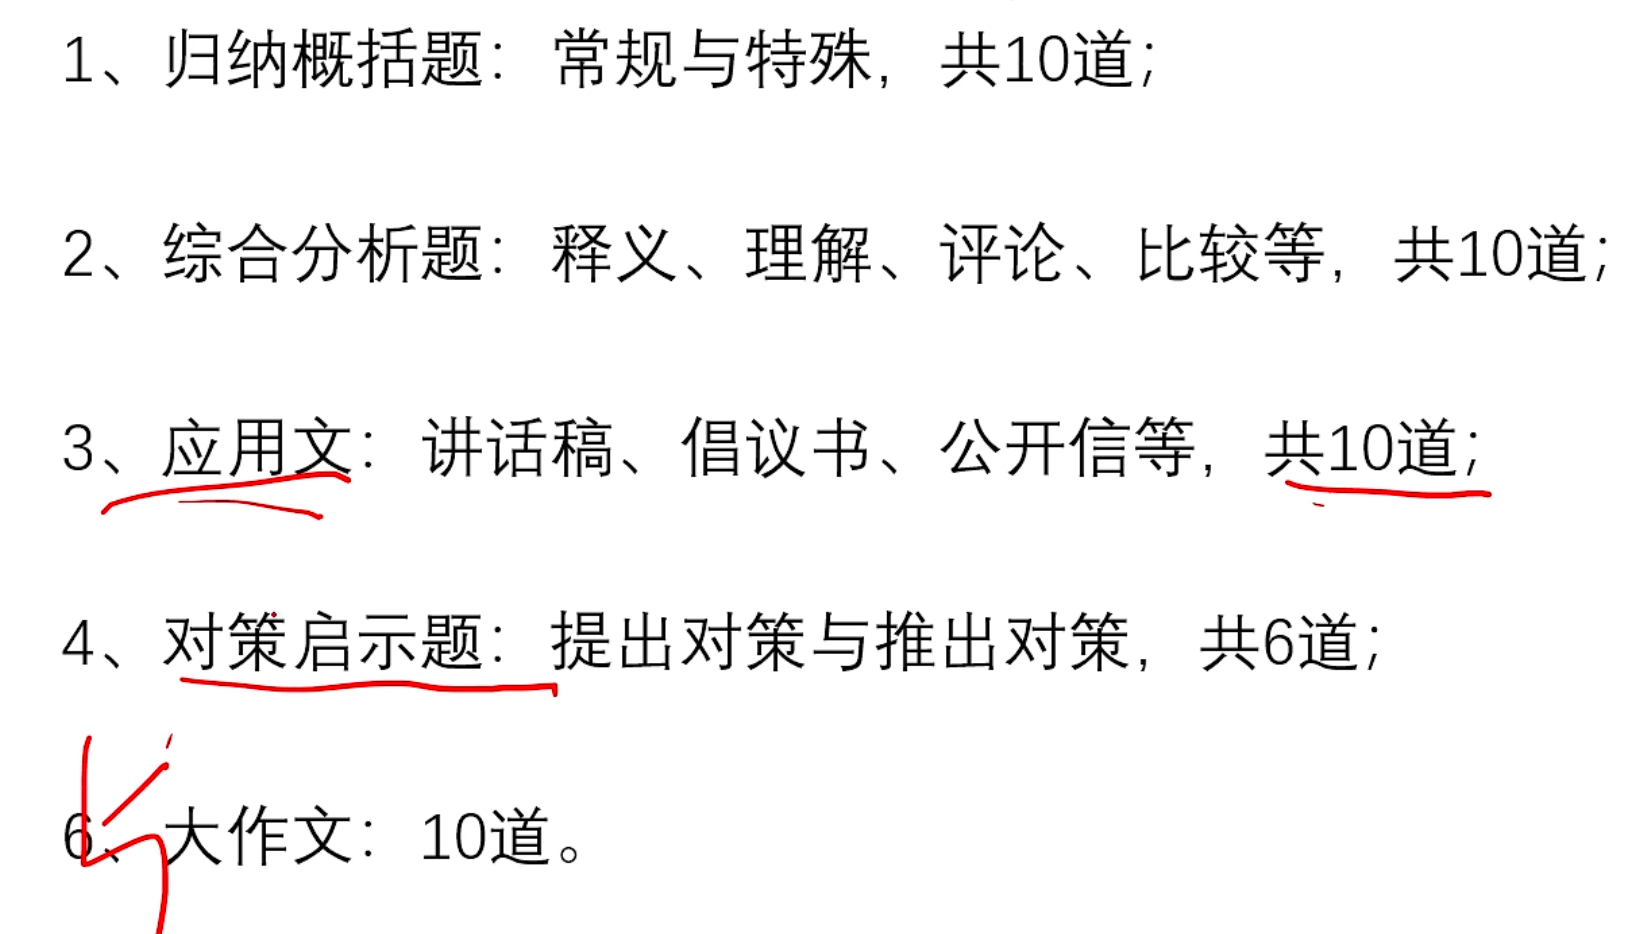 1、归纳概括题：常规与特殊，共10道；
2、综合分析题：释义、理解、评论、比较等，共10道；
3、应用文：讲话稿、倡议书、公开信等，共10道；
4、对策启示题：提出对策与推出对策，共6道；
6、大作文：10道。